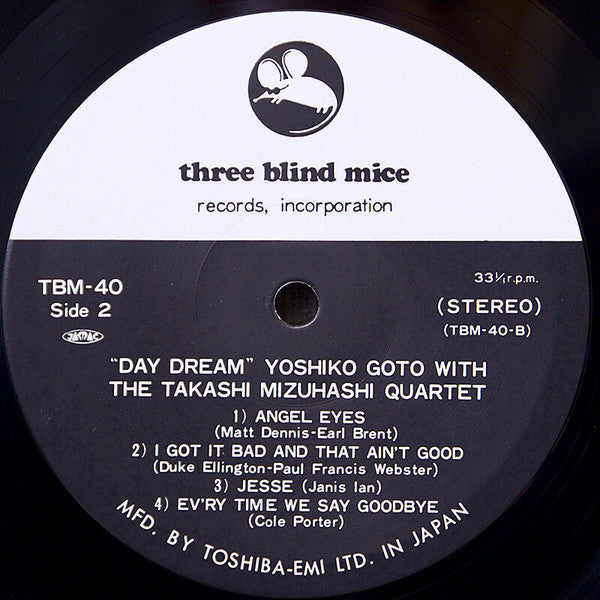 three blind mice
records, incorporation
TBM-40
Side 2
JASRAC
33⅓ r.p.m.
(STEREO)
(TBM-40-B)
"DAY DREAM" YOSHIKO GOTO WITH
THE TAKASHI MIZUHASHI QUARTET
1) ANGEL EYES
(Matt Dennis-Earl Brent)
2) I GOT IT BAD AND THAT AIN'T GOOD
(Duke Ellington-Paul Francis Webster)
3) JESSE (Janis Ian)
4) EV'RY TIME WE SAY GOODBYE
(Cole Porter)
MFD. BY TOSHIBA-EMI LTD. IN JAPAN